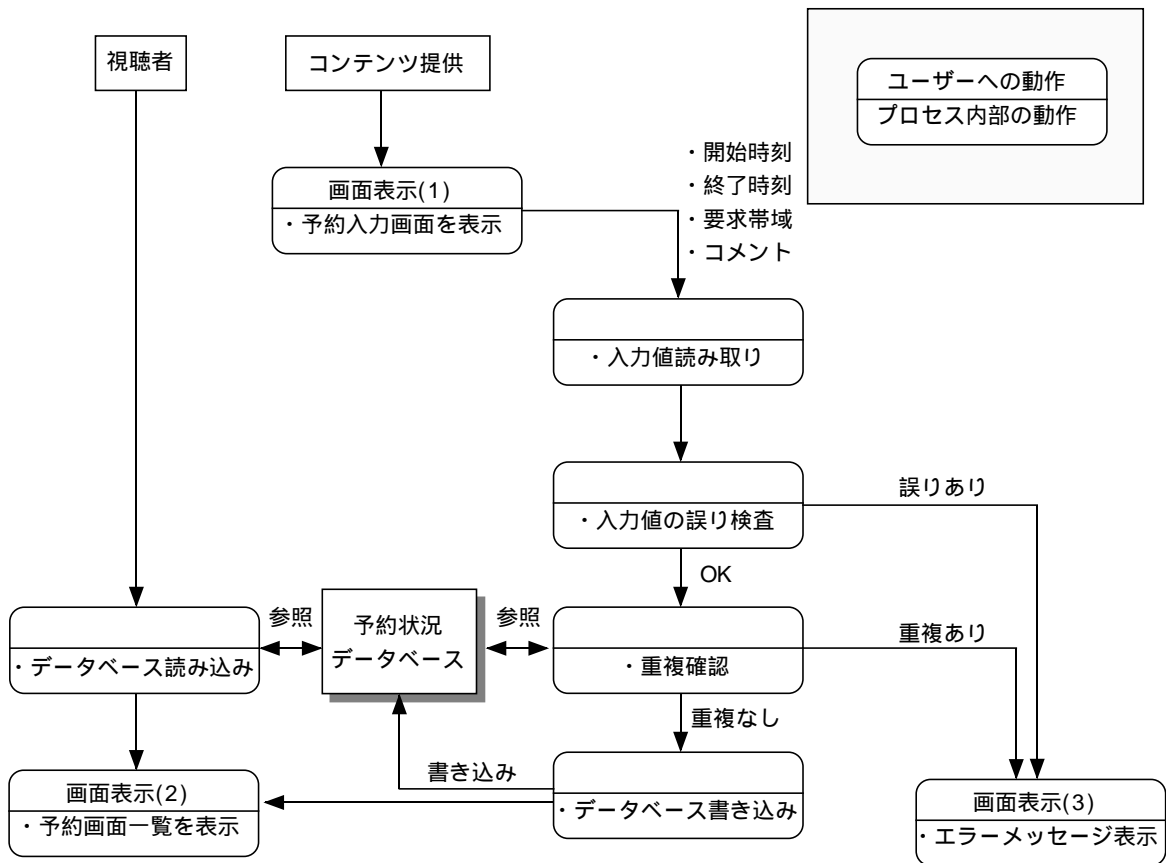 視聴者
コンテンツ提供
ユーザーへの動作
プロセス内部の動作
画面表示(1)
・予約入力画面を表示
・開始時刻
・終了時刻
・要求帯域
・コメント
・入力値読み取り
・入力値の誤り検査
誤りあり
OK
・データベース読み込み
参照
予約状況
データベース
参照
・重複確認
重複あり
重複なし
書き込み
・データベース書き込み
画面表示(2)
・予約画面一覧を表示
画面表示(3)
・エラーメッセージ表示